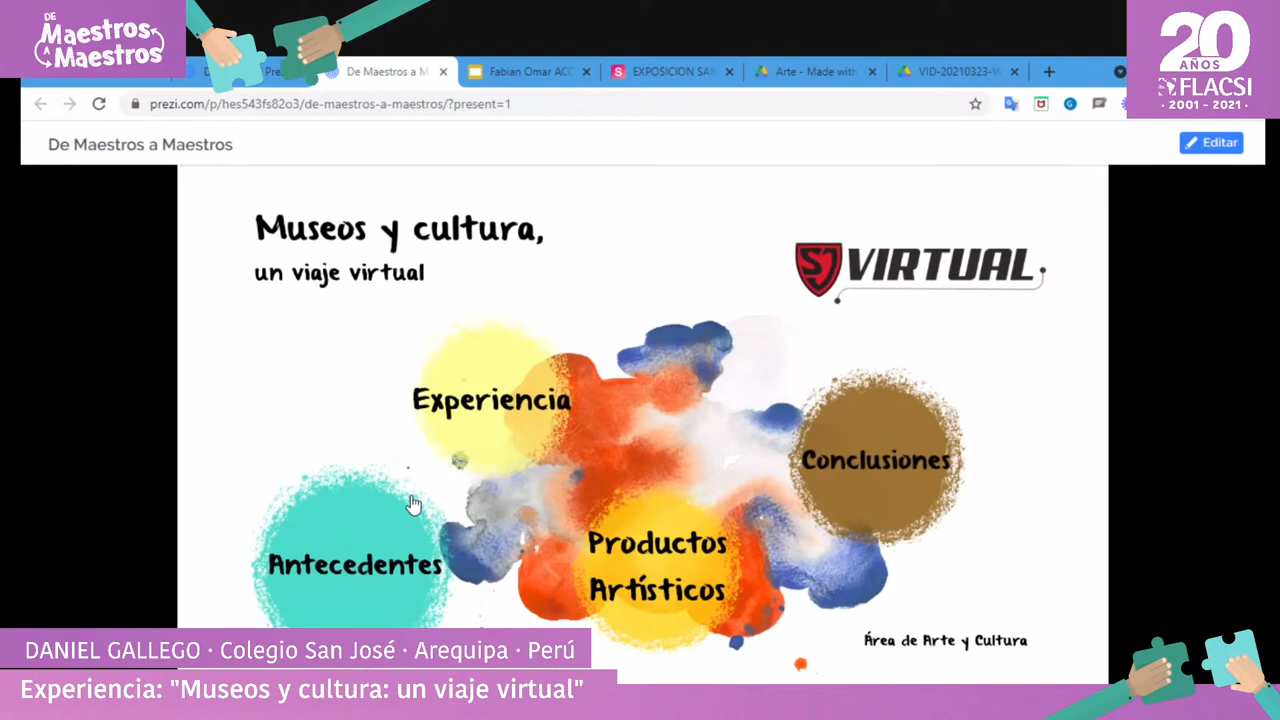 DE
Maestros
A Maestros
20
AÑOS
FLACSI
· 2001 - 2021 ·
De Maestros a M
Fabian Omar ACC
EXPOSICION SAN
Arte - Made with
VID-20210323-W
prezi.com/p/hes543fs82o3/de-maestros-a-maestros/?present=1
De Maestros a Maestros
Editar
Museos y cultura,
un viaje virtual
SJ VIRTUAL
Experiencia
Conclusiones
Antecedentes
Productos
Artísticos
Área de Arte y Cultura
DANIEL GALLEGO · Colegio San José · Arequipa · Perú
Experiencia: "Museos y cultura: un viaje virtual"